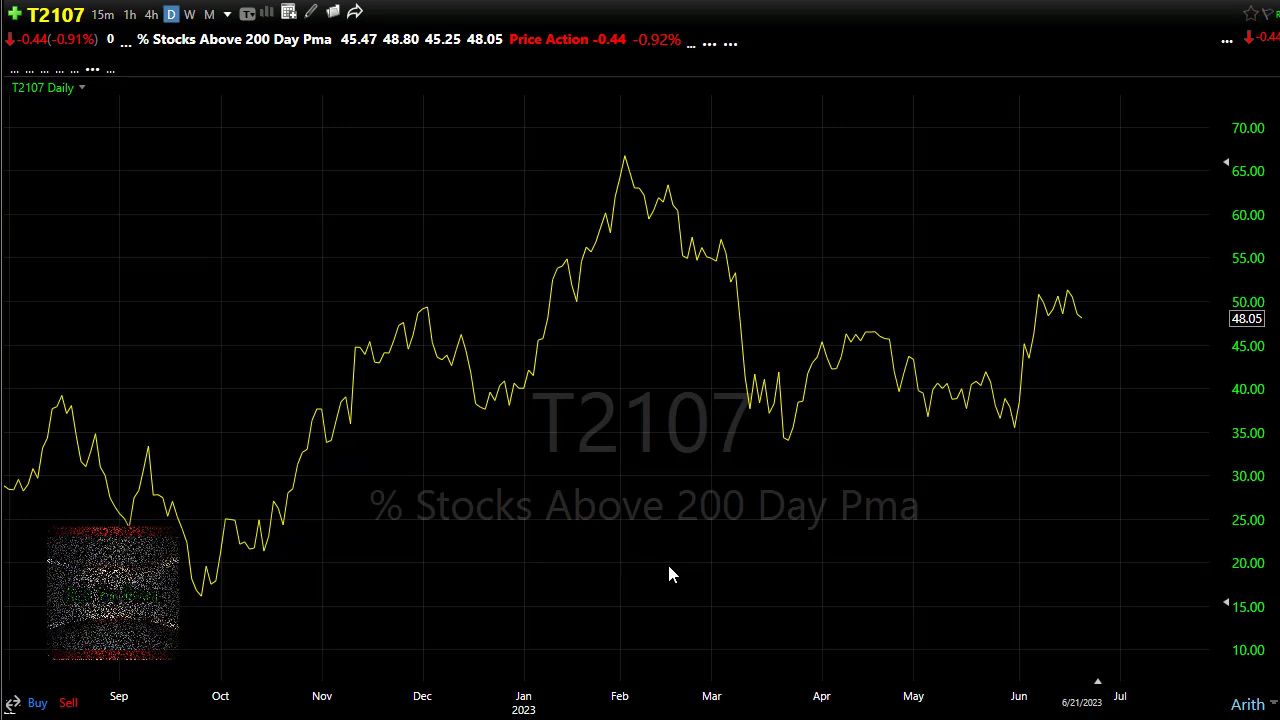 T2107 15m 1h 4h D W M T
-0.44(-0.91%) 0 ... % Stocks Above 200 Day Pma 45.47 48.80 45.25 48.05 Price Action -0.44 -0.92% ... ... ... ... -0.44
... ... ... ... ... ... ...
T2107 Daily
70.00
65.00
60.00
55.00
50.00
48.05
45.00
40.00
35.00
30.00
25.00
20.00
15.00
10.00
T2107
% Stocks Above 200 Day Pma
Sep Oct Nov Dec Jan Feb Mar Apr May Jun Jul
2023 6/21/2023
Buy Sell Arith